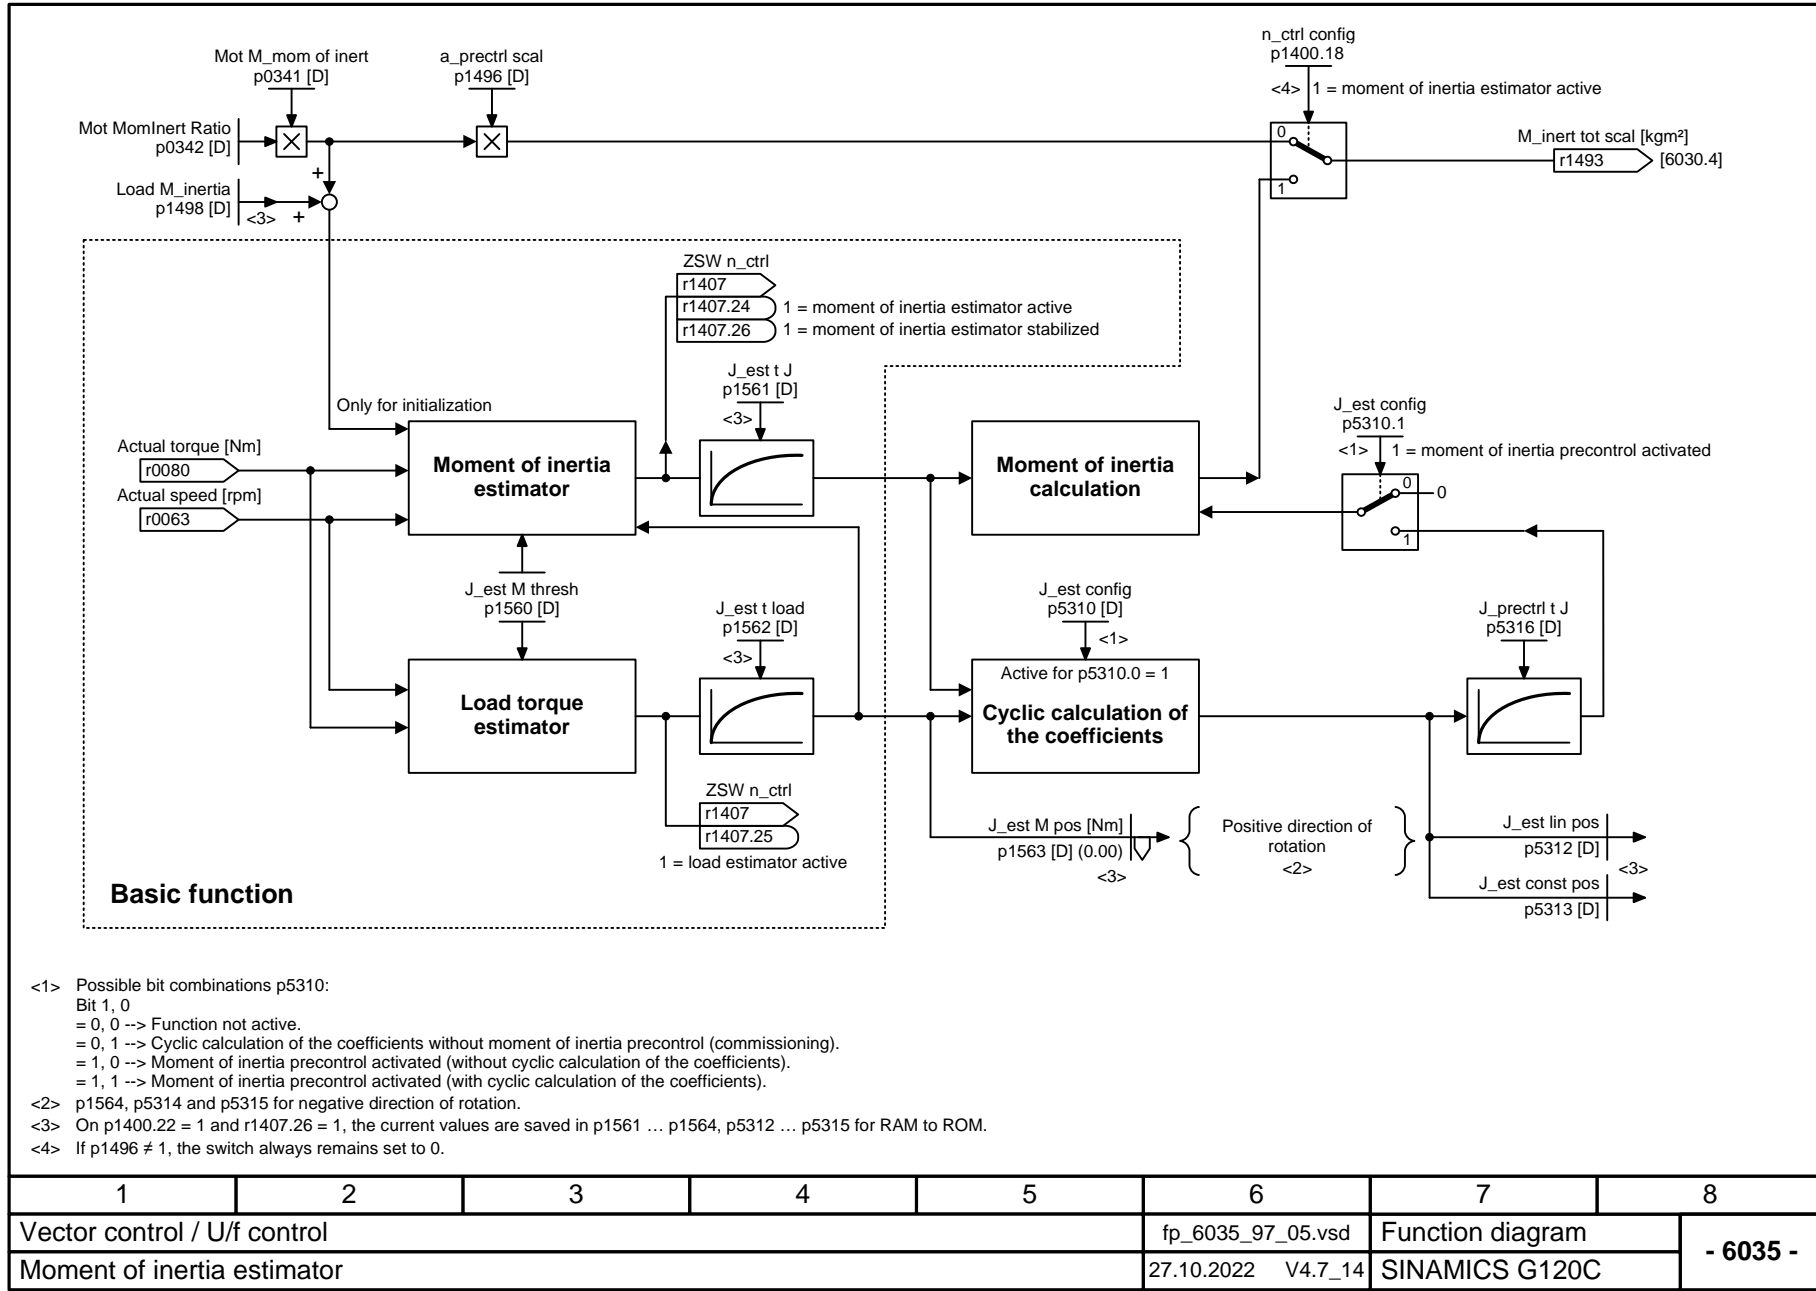 n_ctrl config
p1400.18
<4>
1 = moment of inertia estimator active
Mot M_mom of inert
p0341 [D]
a_prectrl scal
p1496 [D]
Mot MomInert Ratio
p0342 [D]
0
1
M_inert tot scal [kgm²]
r1493
[6030.4]
+
Load M_inertia
p1498 [D]
<3>
+
ZSW n_ctrl
r1407
r1407.24
1 = moment of inertia estimator active
r1407.26
1 = moment of inertia estimator stabilized
J_est t J
p1561 [D]
<3>
Only for initialization
J_est config
p5310.1
<1>
1 = moment of inertia precontrol activated
Actual torque [Nm]
r0080
Actual speed [rpm]
r0063
Moment of inertia
estimator
Moment of inertia
calculation
0
0
1
J_est M thresh
p1560 [D]
J_est t load
p1562 [D]
<3>
J_est config
p5310 [D]
<1>
J_prectrl t J
p5316 [D]
Load torque
estimator
Active for p5310.0 = 1
Cyclic calculation of
the coefficients
ZSW n_ctrl
r1407
r1407.25
1 = load estimator active
J_est M pos [Nm]
p1563 [D] (0.00)
<3>
Positive direction of
rotation
<2>
J_est lin pos
p5312 [D]
<3>
J_est const pos
p5313 [D]
Basic function
<1> Possible bit combinations p5310:
Bit 1, 0
= 0, 0 --> Function not active.
= 0, 1 --> Cyclic calculation of the coefficients without moment of inertia precontrol (commissioning).
= 1, 0 --> Moment of inertia precontrol activated (without cyclic calculation of the coefficients).
= 1, 1 --> Moment of inertia precontrol activated (with cyclic calculation of the coefficients).
<2> p1564, p5314 and p5315 for negative direction of rotation.
<3> On p1400.22 = 1 and r1407.26 = 1, the current values are saved in p1561 … p1564, p5312 … p5315 for RAM to ROM.
<4> If p1496 ≠ 1, the switch always remains set to 0.
1 2 3 4 5 6 7 8
Vector control / U/f control
fp_6035_97_05.vsd
Function diagram
- 6035 -
Moment of inertia estimator
27.10.2022 V4.7_14
SINAMICS G120C